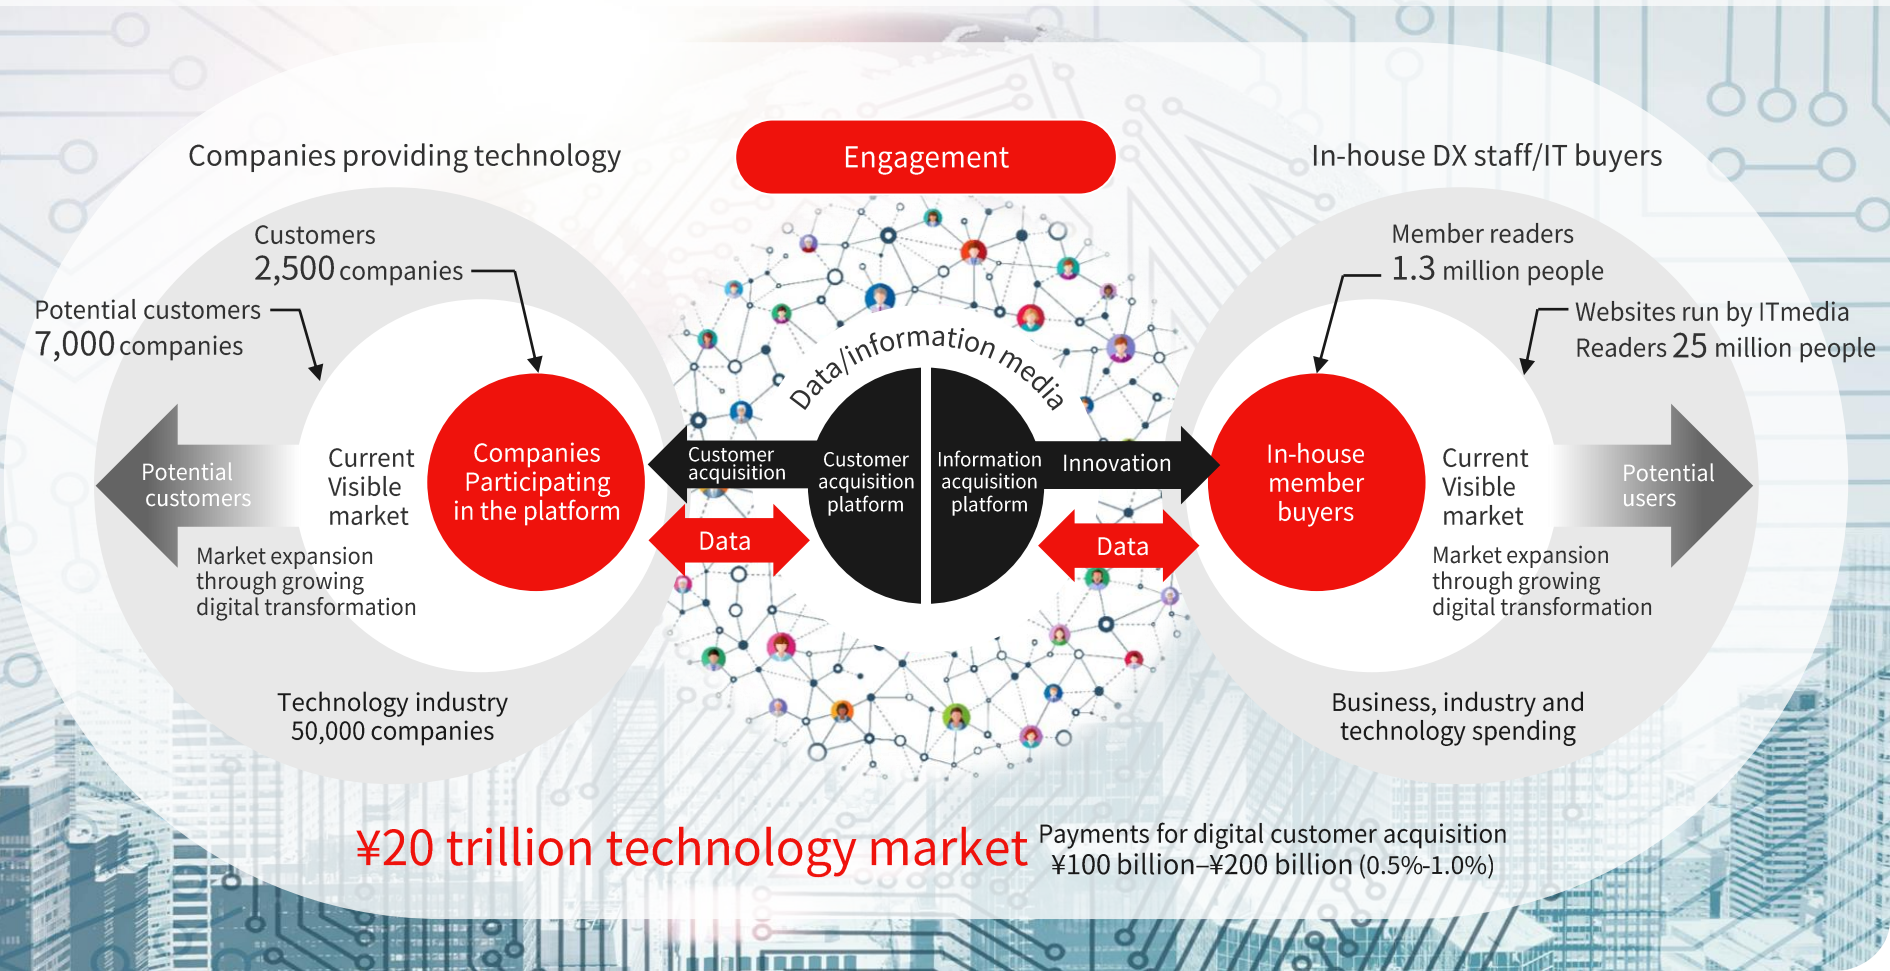 Engagement
Companies providing technology
Customers
2,500 companies
Potential customers
7,000 companies
Potential
customers
Current
Visible
market
Companies
Participating
in the platform
Market expansion
through growing
digital transformation
Technology industry
50,000 companies
Data/information media
Customer
acquisition
Customer
acquisition
platform
Information
acquisition
platform
Innovation
Data
Data
In-house DX staff/IT buyers
Member readers
1.3 million people
Websites run by ITmedia
Readers 25 million people
In-house
member
buyers
Current
Visible
market
Potential
users
Market expansion
through growing
digital transformation
Business, industry and
technology spending
¥20 trillion technology market
Payments for digital customer acquisition
¥100 billion–¥200 billion (0.5%-1.0%)